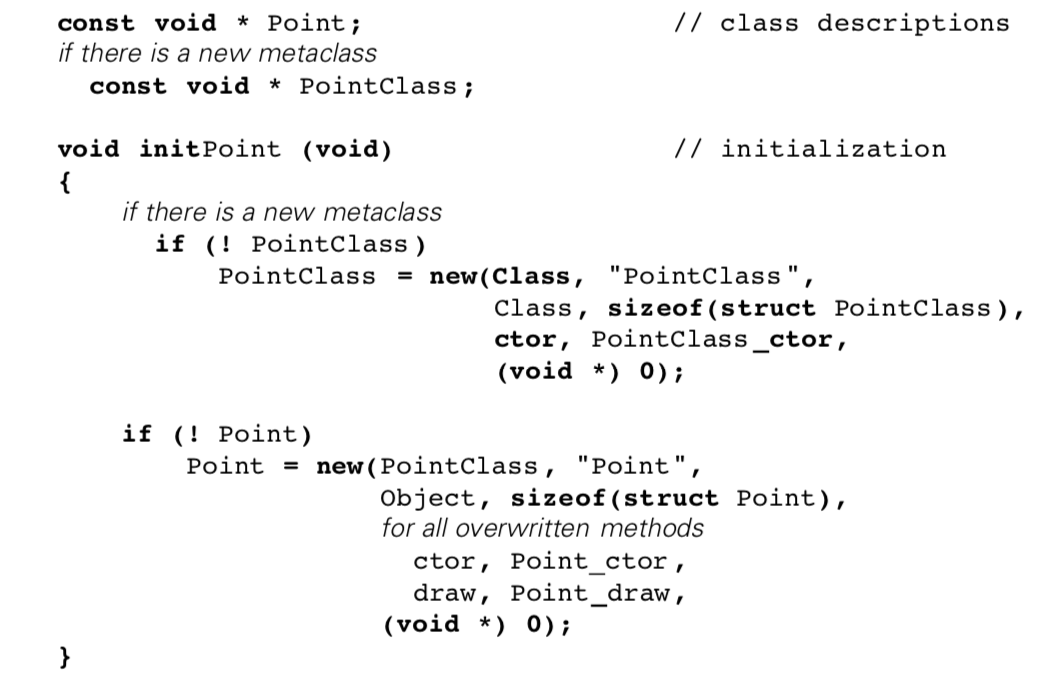 const void * Point; // class descriptions
if there is a new metaclass
const void * PointClass;
void initPoint (void) // initialization
{
if there is a new metaclass
if (! PointClass)
PointClass = new(Class, "PointClass",
Class, sizeof(struct PointClass),
ctor, PointClass_ctor,
(void *) 0);
if (! Point)
Point = new(PointClass, "Point",
Object, sizeof(struct Point),
for all overwritten methods
ctor, Point_ctor,
draw, Point_draw,
(void *) 0);
}